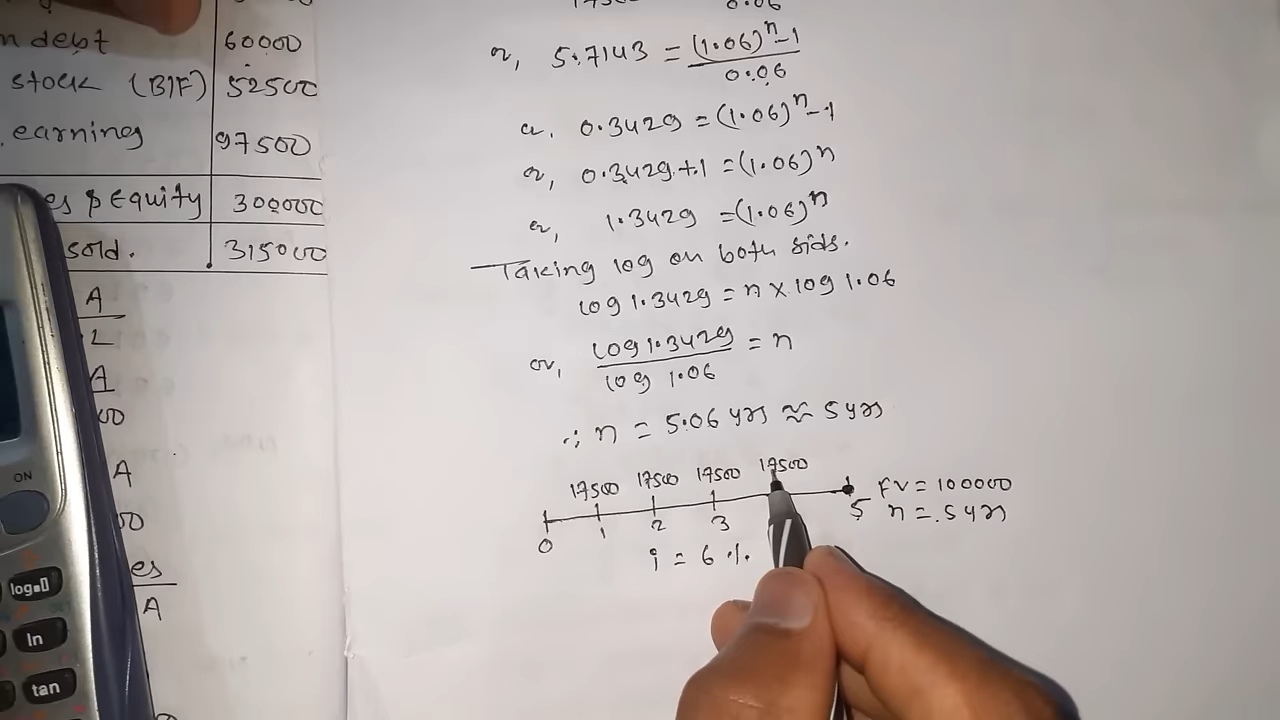 debt 60000
stock (BIF) 52500
earning 97500
es $ Equity 300000
sold. 315000
A
A
A
es
A
ON
log
ln
tan
0.06
or, 5.7143 = (1.06)ⁿ-1
0.06
or, 0.3429 = (1.06)ⁿ-1
or, 0.3429+1 = (1.06)ⁿ
or, 1.3429 = (1.06)ⁿ
Taking log on both sids.
log 1.3429 = n × log 1.06
or, log 1.3429 = n
log 1.06
∴ n = 5.06 yrs ≈ 5 yrs
17500 17500 17500 17500
0 1 2 3 5
FV = 100000
n = 5 yrs
i = 6 %